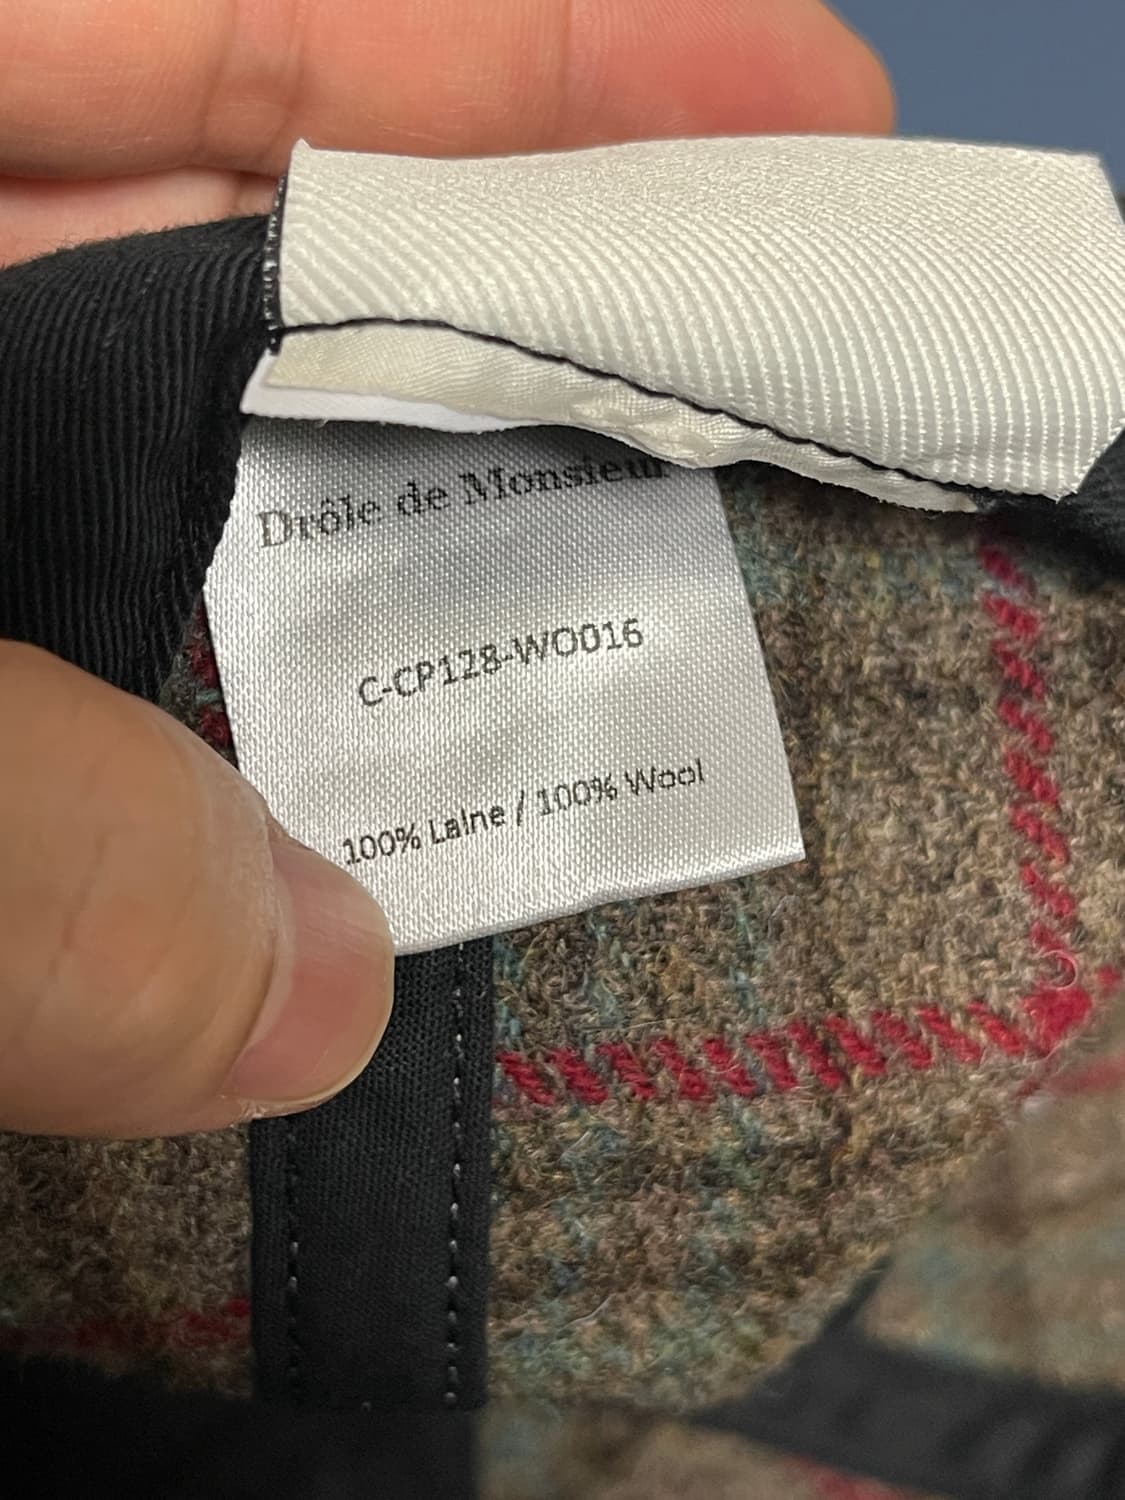 Drôle de Monsieur
C-CP128-WO016
100% Laine / 100% Wool